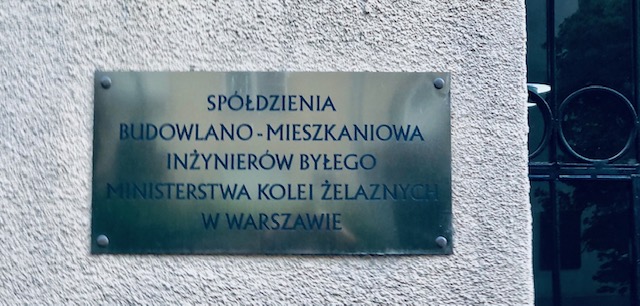 SPÓŁDZIENIA
BUDOWLANO-MIESZKANIOWA
INŻYNIERÓW BYŁEGO
MINISTERSTWA KOLEI ŻELAZNYCH
W WARSZAWIE